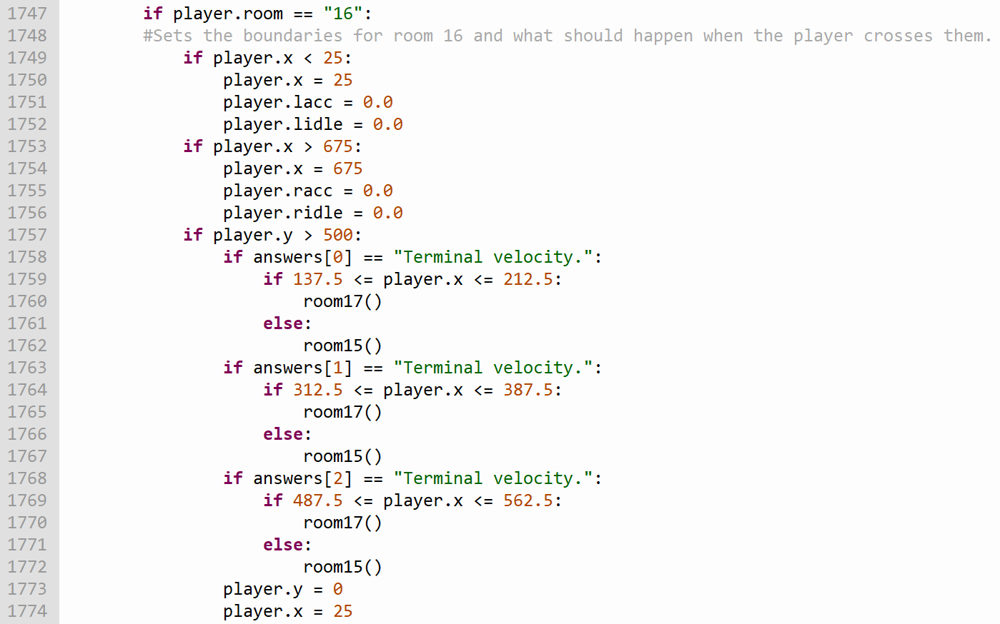 1747 if player.room == "16":
1748 #Sets the boundaries for room 16 and what should happen when the player crosses them.
1749 if player.x < 25:
1750 player.x = 25
1751 player.lacc = 0.0
1752 player.lidle = 0.0
1753 if player.x > 675:
1754 player.x = 675
1755 player.racc = 0.0
1756 player.ridle = 0.0
1757 if player.y > 500:
1758 if answers[0] == "Terminal velocity.":
1759 if 137.5 <= player.x <= 212.5:
1760 room17()
1761 else:
1762 room15()
1763 if answers[1] == "Terminal velocity.":
1764 if 312.5 <= player.x <= 387.5:
1765 room17()
1766 else:
1767 room15()
1768 if answers[2] == "Terminal velocity.":
1769 if 487.5 <= player.x <= 562.5:
1770 room17()
1771 else:
1772 room15()
1773 player.y = 0
1774 player.x = 25